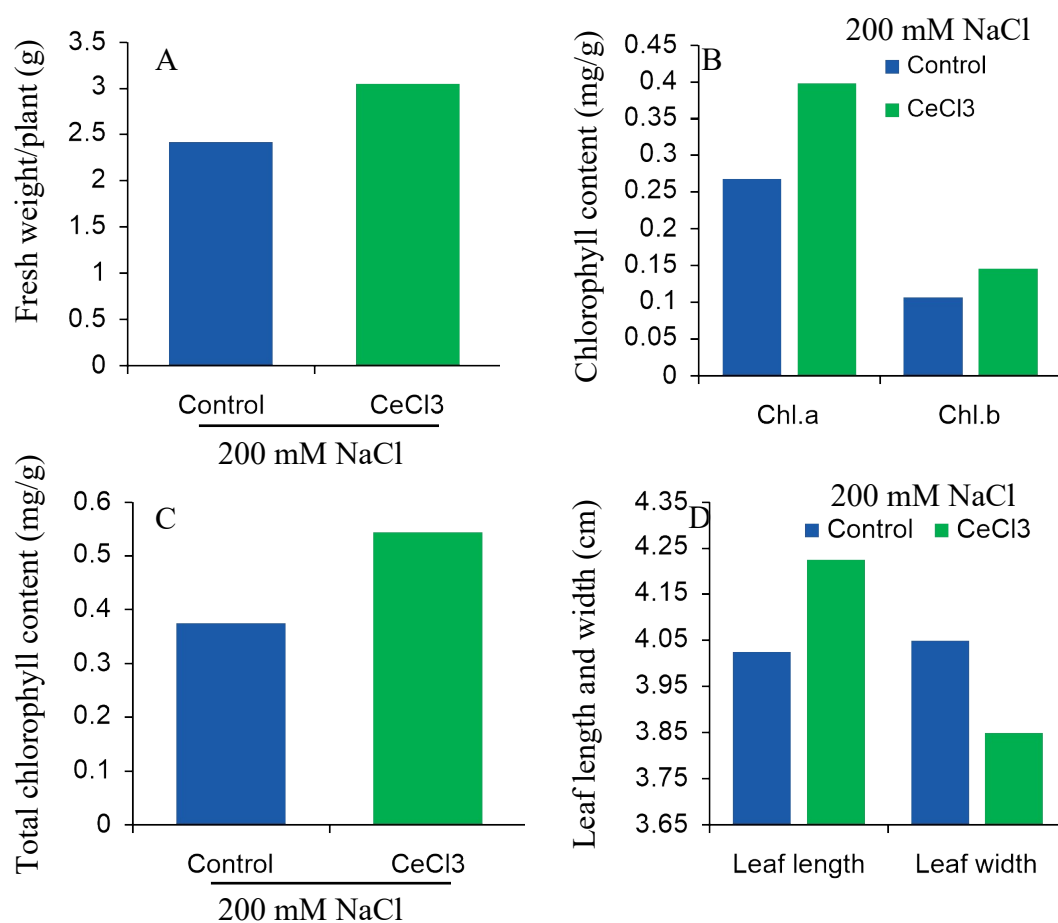 A
Fresh weight/plant (g)
3.5
3
2.5
2
1.5
1
0.5
0
Control
CeCl3
200 mM NaCl
B
200 mM NaCl
Control
CeCl3
Chlorophyll content (mg/g)
0.45
0.4
0.35
0.3
0.25
0.2
0.15
0.1
0.05
0
Chl.a
Chl.b
C
Total chlorophyll content (mg/g)
0.6
0.5
0.4
0.3
0.2
0.1
0
Control
CeCl3
200 mM NaCl
D
200 mM NaCl
Control
CeCl3
Leaf length and width (cm)
4.35
4.25
4.15
4.05
3.95
3.85
3.75
3.65
Leaf length
Leaf width